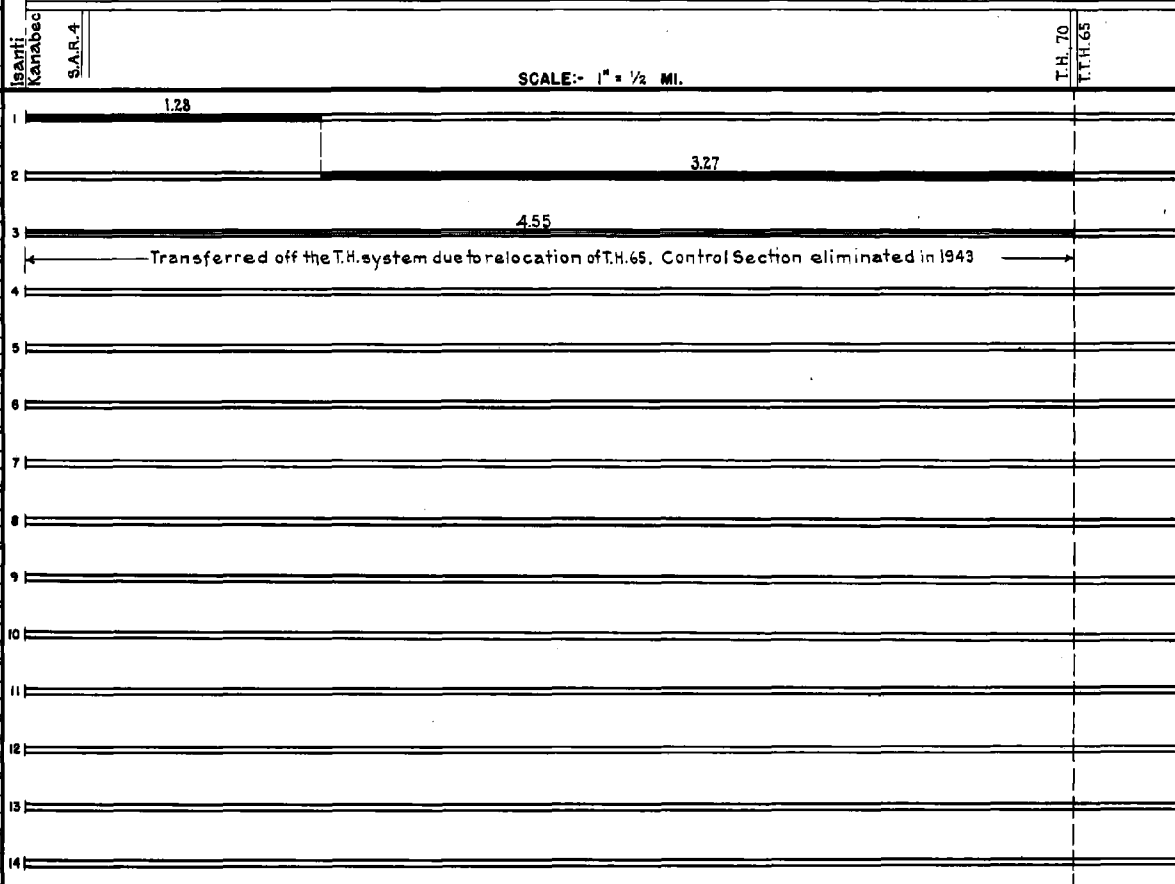 Isanti
Kanabec
S.A.R. 4
T.H. 70
T.T.H. 65
SCALE:- 1" = 1/2 MI.
1.28
1
3.27
2
4.55
3
Transferred off the T.H. system due to relocation of T.H. 65. Control Section eliminated in 1943
4
5
6
7
8
9
10
11
12
13
14